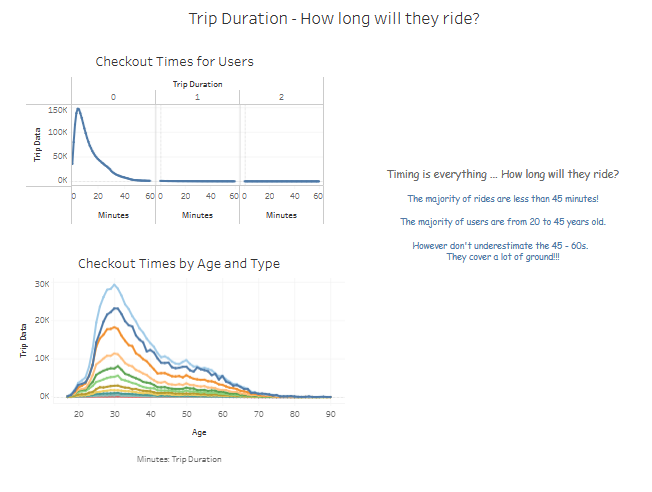 Trip Duration - How long will they ride?
Checkout Times for Users
Trip Duration
0 1 2
150K
100K
50K
0K
Trip Data
0 20 40 60 0 20 40 60 0 20 40 60
Minutes Minutes Minutes
Timing is everything ... How long will they ride?
The majority of rides are less than 45 minutes!
The majority of users are from 20 to 45 years old.
However don't underestimate the 45 - 60s.
They cover a lot of ground!!!
Checkout Times by Age and Type
30K
20K
10K
0K
Trip Data
20 30 40 50 60 70 80 90
Age
Minutes: Trip Duration